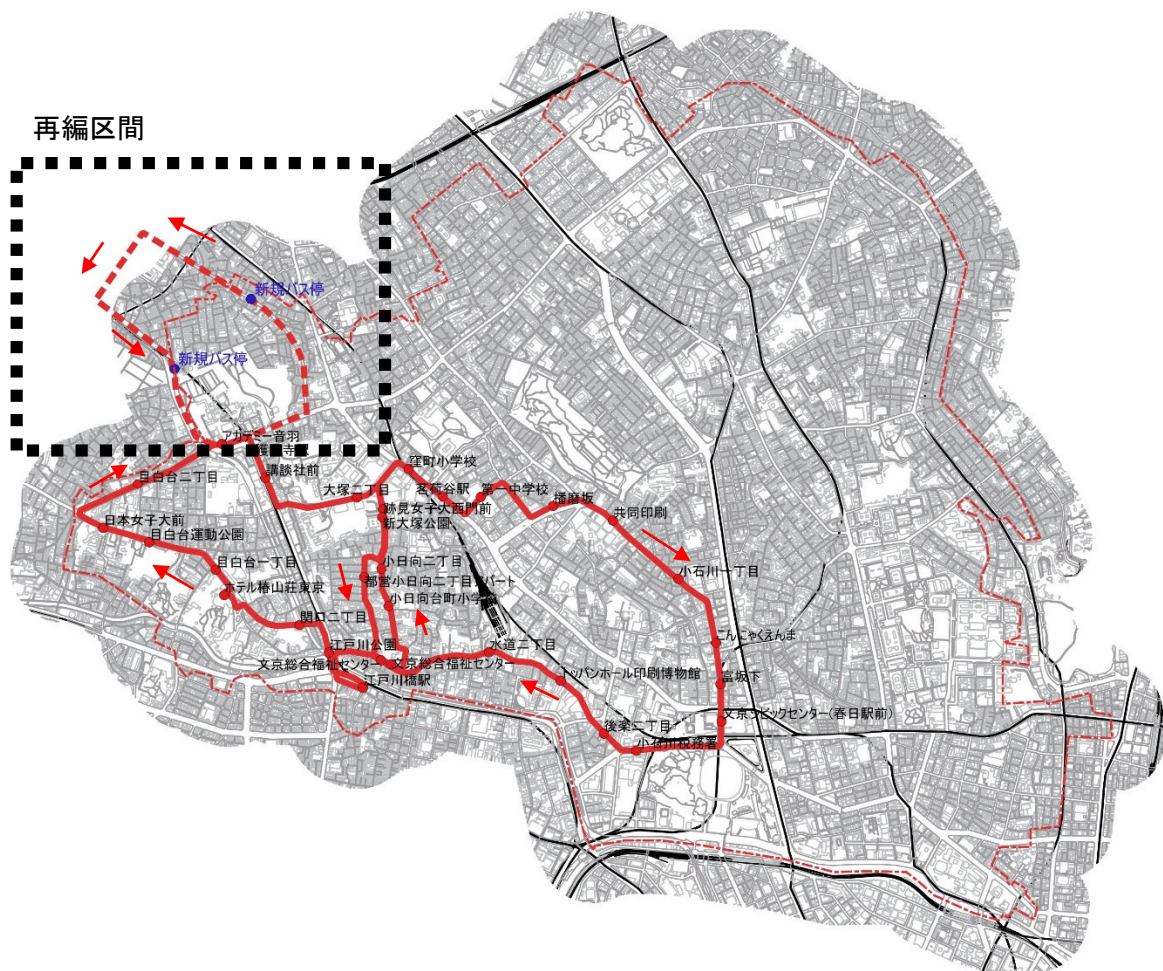 再編区間
新規バス停
新規バス停
アカデミー音羽
講談社前
目白台二丁目
窪町小学校
大塚二丁目
茗荷谷駅
第一中学校
播磨坂
共同印刷
跡見女子大西門前
新大塚公園
日本女子大前
目白台運動公園
目白台一丁目
小日向二丁目
小石川一丁目
都営小日向二丁目アパート
ホテル椿山荘東京
小日向台町小学校
関口二丁目
こんにゃくえんま
江戸川公園
水道二丁目
文京総合福祉センター
文京総合福祉センター
トッパンホール印刷博物館
富坂下
江戸川橋駅
文京シビックセンター(春日駅前)
後楽二丁目
小石川税務署